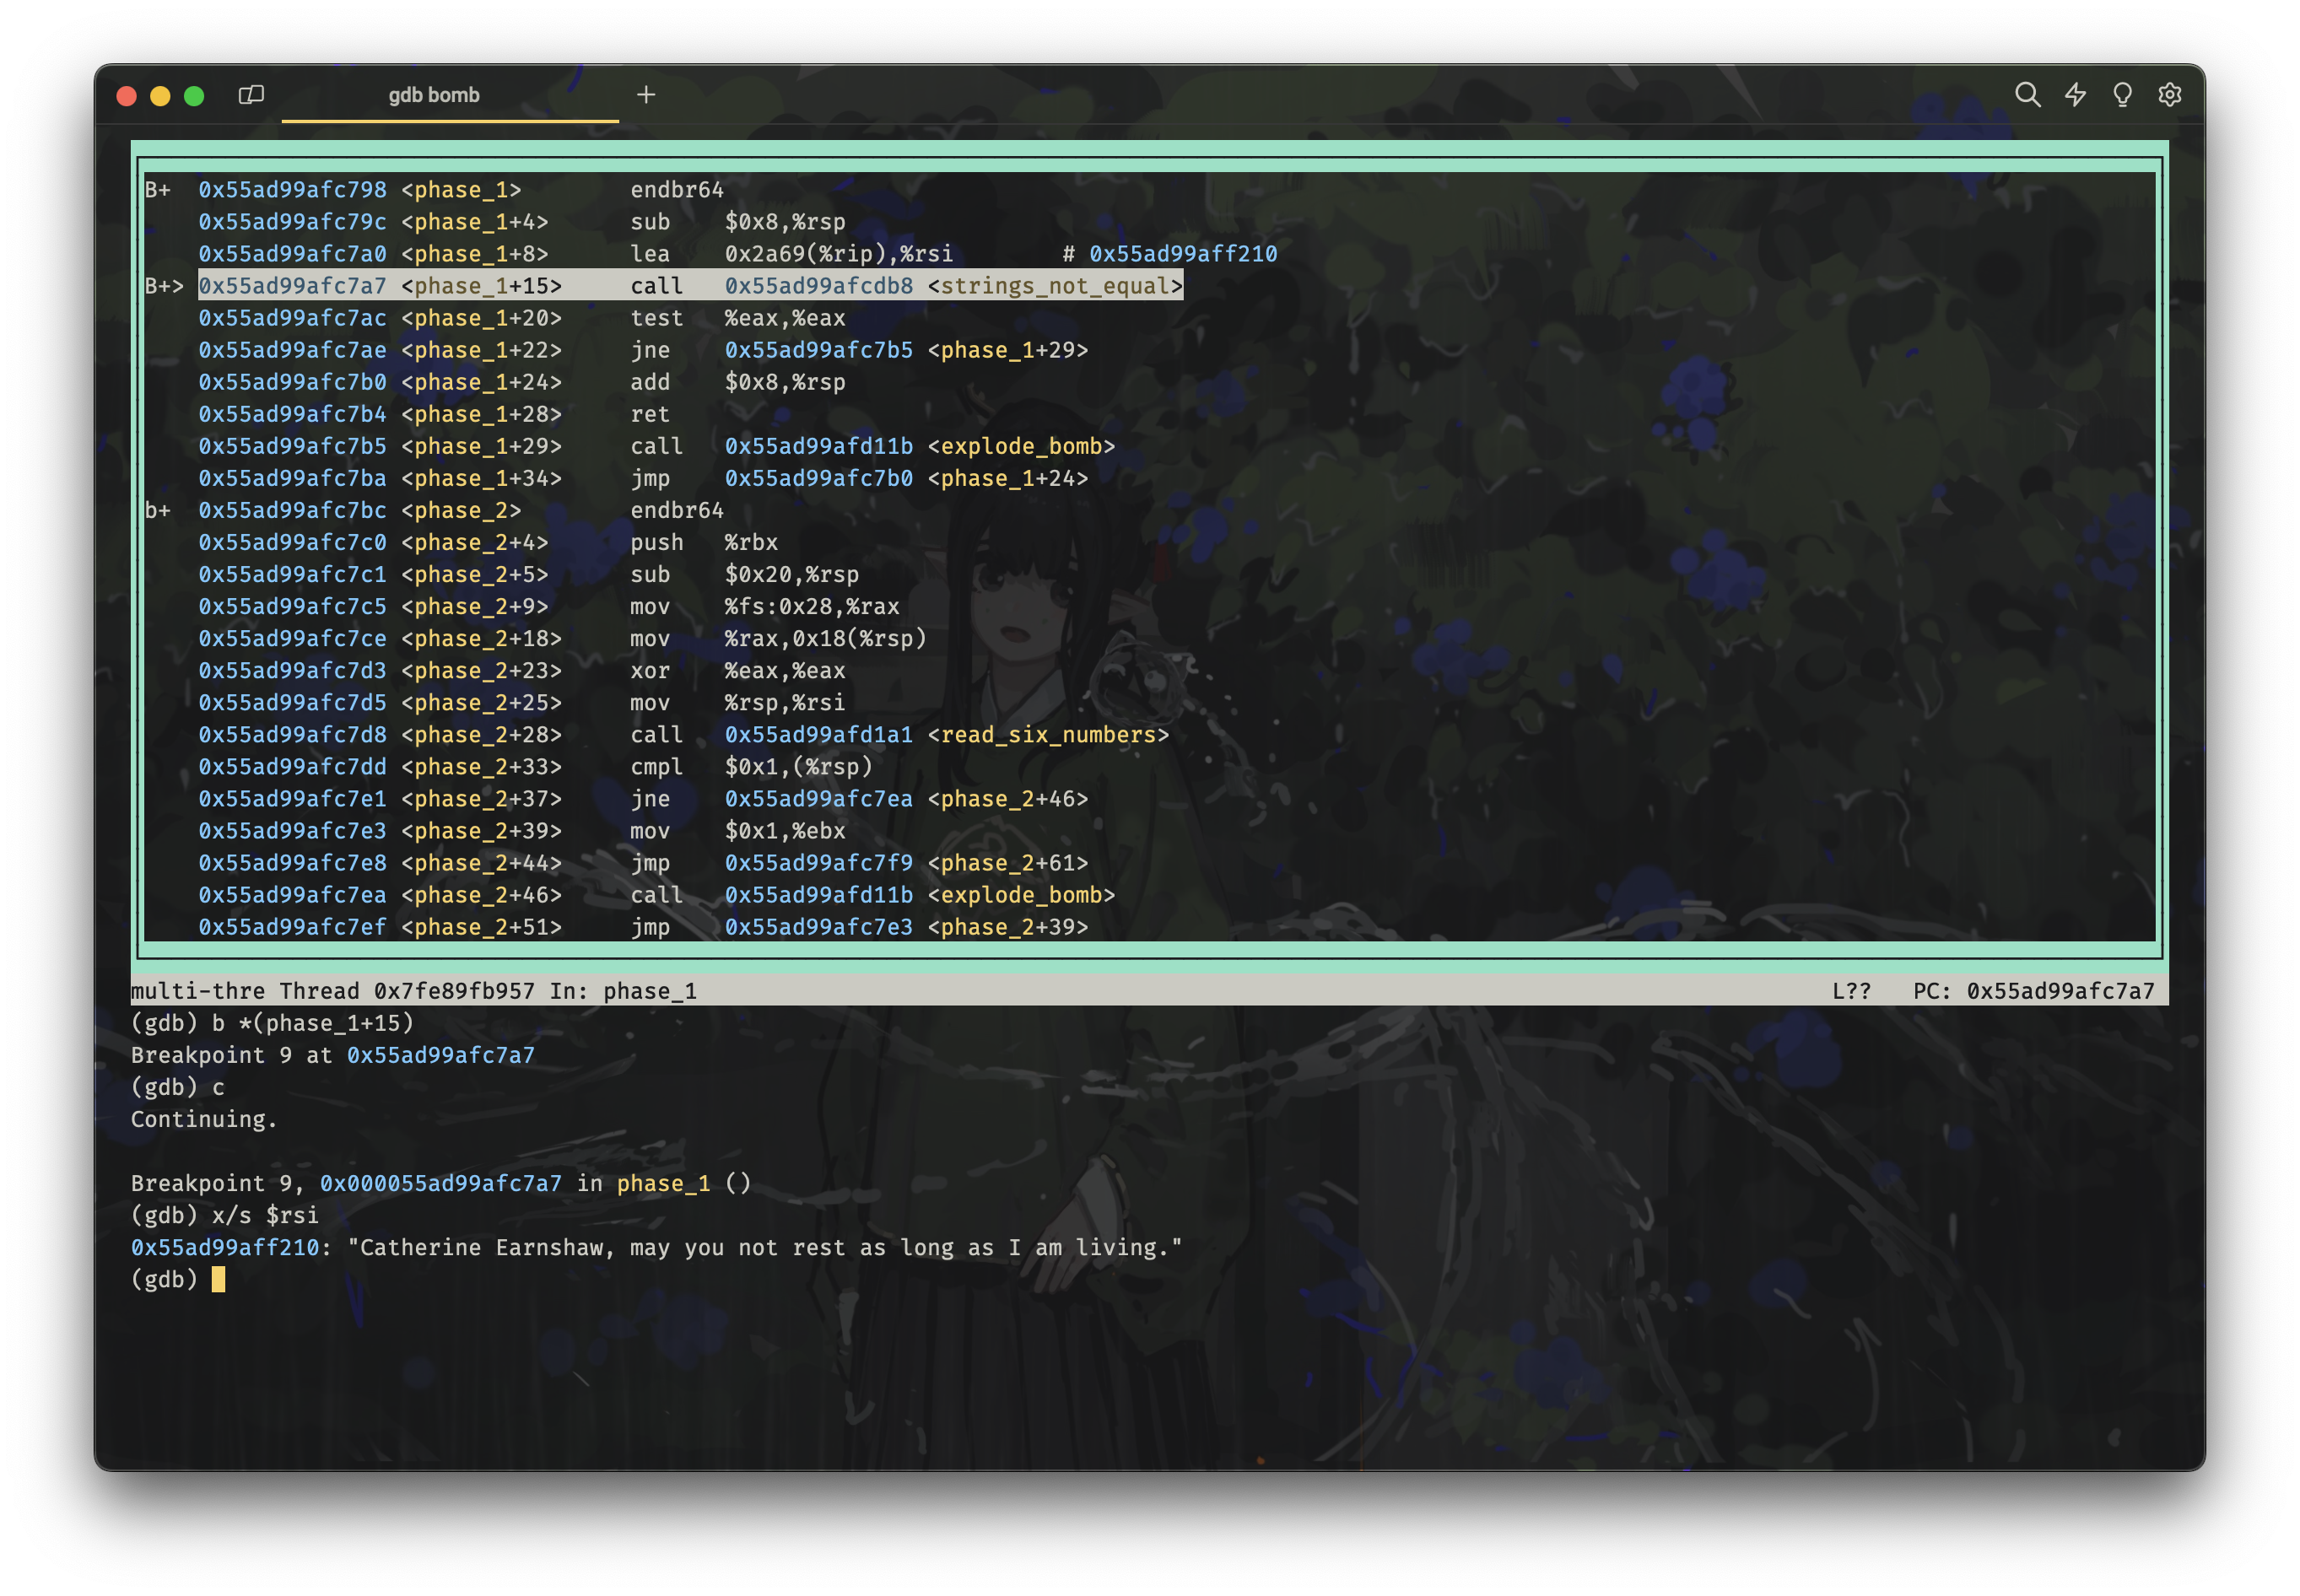 gdb bomb
B+ 0x55ad99afc798 <phase_1> endbr64
0x55ad99afc79c <phase_1+4> sub $0x8,%rsp
0x55ad99afc7a0 <phase_1+8> lea 0x2a69(%rip),%rsi # 0x55ad99aff210
B+> 0x55ad99afc7a7 <phase_1+15> call 0x55ad99afcdb8 <strings_not_equal>
0x55ad99afc7ac <phase_1+20> test %eax,%eax
0x55ad99afc7ae <phase_1+22> jne 0x55ad99afc7b5 <phase_1+29>
0x55ad99afc7b0 <phase_1+24> add $0x8,%rsp
0x55ad99afc7b4 <phase_1+28> ret
0x55ad99afc7b5 <phase_1+29> call 0x55ad99afd11b <explode_bomb>
0x55ad99afc7ba <phase_1+34> jmp 0x55ad99afc7b0 <phase_1+24>
b+ 0x55ad99afc7bc <phase_2> endbr64
0x55ad99afc7c0 <phase_2+4> push %rbx
0x55ad99afc7c1 <phase_2+5> sub $0x20,%rsp
0x55ad99afc7c5 <phase_2+9> mov %fs:0x28,%rax
0x55ad99afc7ce <phase_2+18> mov %rax,0x18(%rsp)
0x55ad99afc7d3 <phase_2+23> xor %eax,%eax
0x55ad99afc7d5 <phase_2+25> mov %rsp,%rsi
0x55ad99afc7d8 <phase_2+28> call 0x55ad99afd1a1 <read_six_numbers>
0x55ad99afc7dd <phase_2+33> cmpl $0x1,(%rsp)
0x55ad99afc7e1 <phase_2+37> jne 0x55ad99afc7ea <phase_2+46>
0x55ad99afc7e3 <phase_2+39> mov $0x1,%ebx
0x55ad99afc7e8 <phase_2+44> jmp 0x55ad99afc7f9 <phase_2+61>
0x55ad99afc7ea <phase_2+46> call 0x55ad99afd11b <explode_bomb>
0x55ad99afc7ef <phase_2+51> jmp 0x55ad99afc7e3 <phase_2+39>
multi-thre Thread 0x7fe89fb957 In: phase_1 L?? PC: 0x55ad99afc7a7
(gdb) b *(phase_1+15)
Breakpoint 9 at 0x55ad99afc7a7
(gdb) c
Continuing.
Breakpoint 9, 0x000055ad99afc7a7 in phase_1 ()
(gdb) x/s $rsi
0x55ad99aff210: "Catherine Earnshaw, may you not rest as long as I am living."
(gdb)